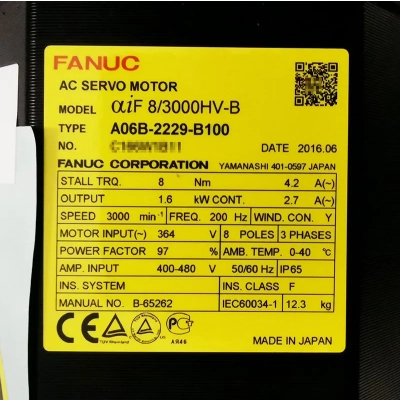 FANUC
AC SERVO MOTOR
MODEL αiF 8/3000HV-B
TYPE A06B-2229-B100
NO. DATE 2016.06
FANUC CORPORATION YAMANASHI 401-0597 JAPAN
STALL TRQ. 8 Nm 4.2 A(~)
OUTPUT 1.6 kW CONT. 2.7 A(~)
SPEED 3000 min⁻¹ FREQ. 200 Hz WIND. CON. Y
MOTOR INPUT(~) 364 V 8 POLES 3 PHASES
POWER FACTOR 97 % AMB. TEMP. 0-40 ℃
AMP. INPUT 400-480 V 50/60 Hz IP65
INS. SYSTEM INS. CLASS F
MANUAL NO. B-65262 IEC60034-1 12.3 kg
CE
TÜV Rheinland
MADE IN JAPAN